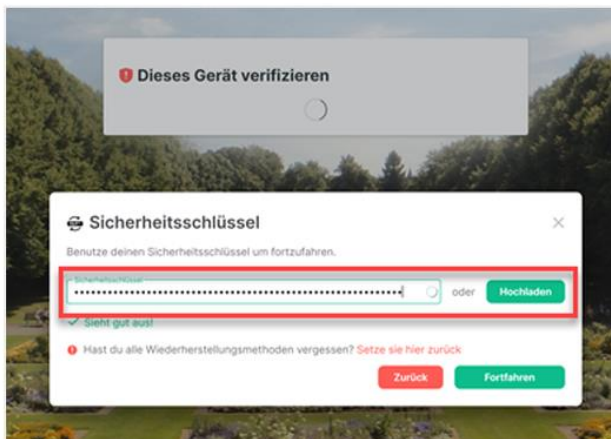 Dieses Gerät verifizieren
Sicherheitsschlüssel
Benutze deinen Sicherheitsschlüssel um fortzufahren.
Sicherheitsschlüssel
oder Hochladen
Sieht gut aus!
Hast du alle Wiederherstellungsmethoden vergessen? Setze sie hier zurück
Zurück Fortfahren